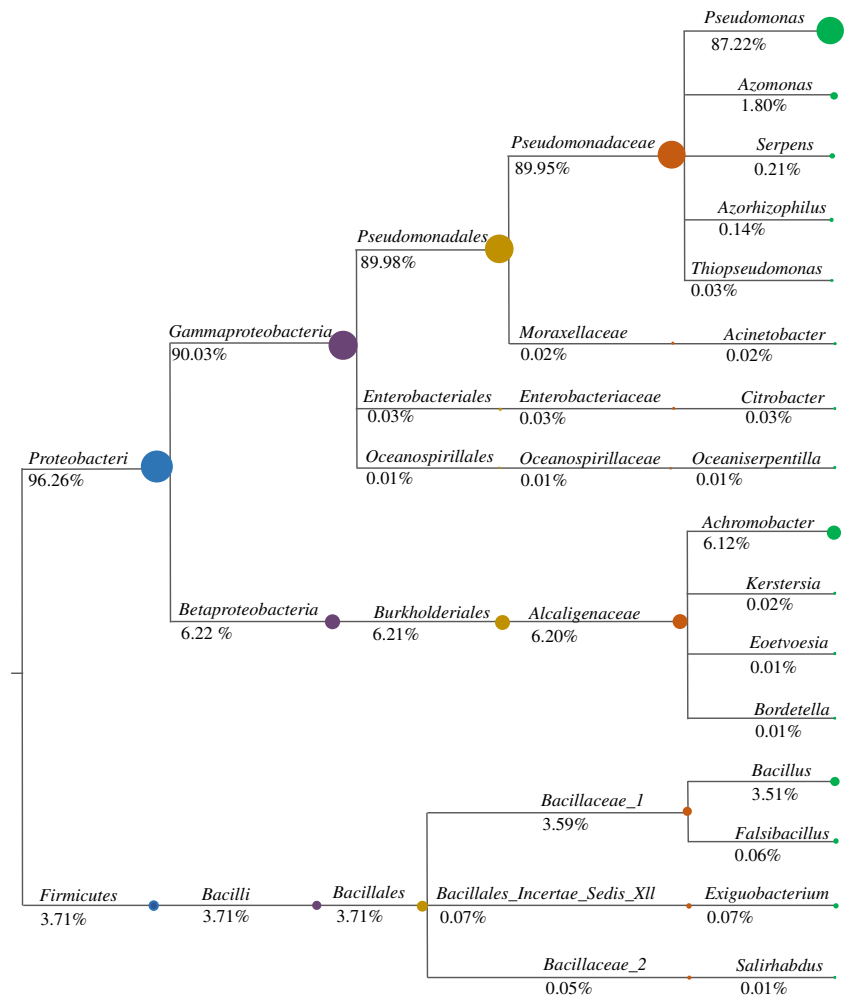 Pseudomonas
87.22%
Azomonas
1.80%
Pseudomonadaceae
89.95%
Serpens
0.21%
Azorhizophilus
0.14%
Pseudomonadales
89.98%
Thiopseudomonas
0.03%
Gammaproteobacteria
90.03%
Moraxellaceae
0.02%
Acinetobacter
0.02%
Enterobacteriales
0.03%
Enterobacteriaceae
0.03%
Citrobacter
0.03%
Proteobacteri
96.26%
Oceanospirillales
0.01%
Oceanospirillaceae
0.01%
Oceaniserpentilla
0.01%
Achromobacter
6.12%
Kerstersia
0.02%
Betaproteobacteria
6.22 %
Burkholderiales
6.21%
Alcaligenaceae
6.20%
Eoetvoesia
0.01%
Bordetella
0.01%
Bacillus
3.51%
Bacillaceae_1
3.59%
Falsibacillus
0.06%
Firmicutes
3.71%
Bacilli
3.71%
Bacillales
3.71%
Bacillales_Incertae_Sedis_Xll
0.07%
Exiguobacterium
0.07%
Bacillaceae_2
0.05%
Salirhabdus
0.01%